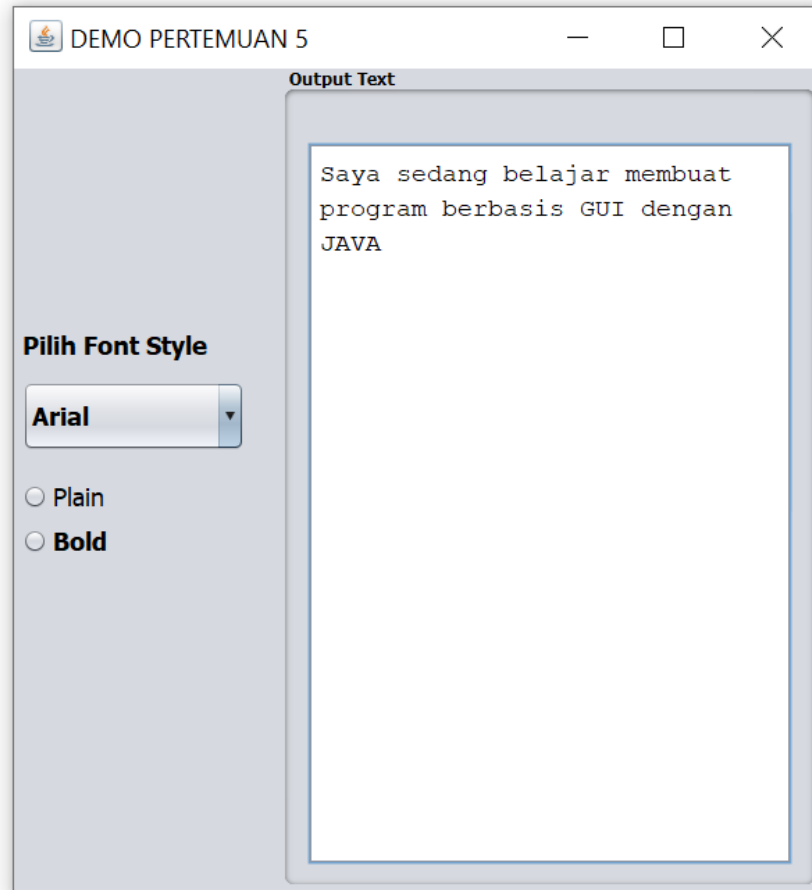 DEMO PERTEMUAN 5
Output Text
Saya sedang belajar membuat
program berbasis GUI dengan
JAVA
Pilih Font Style
Arial
Plain
Bold